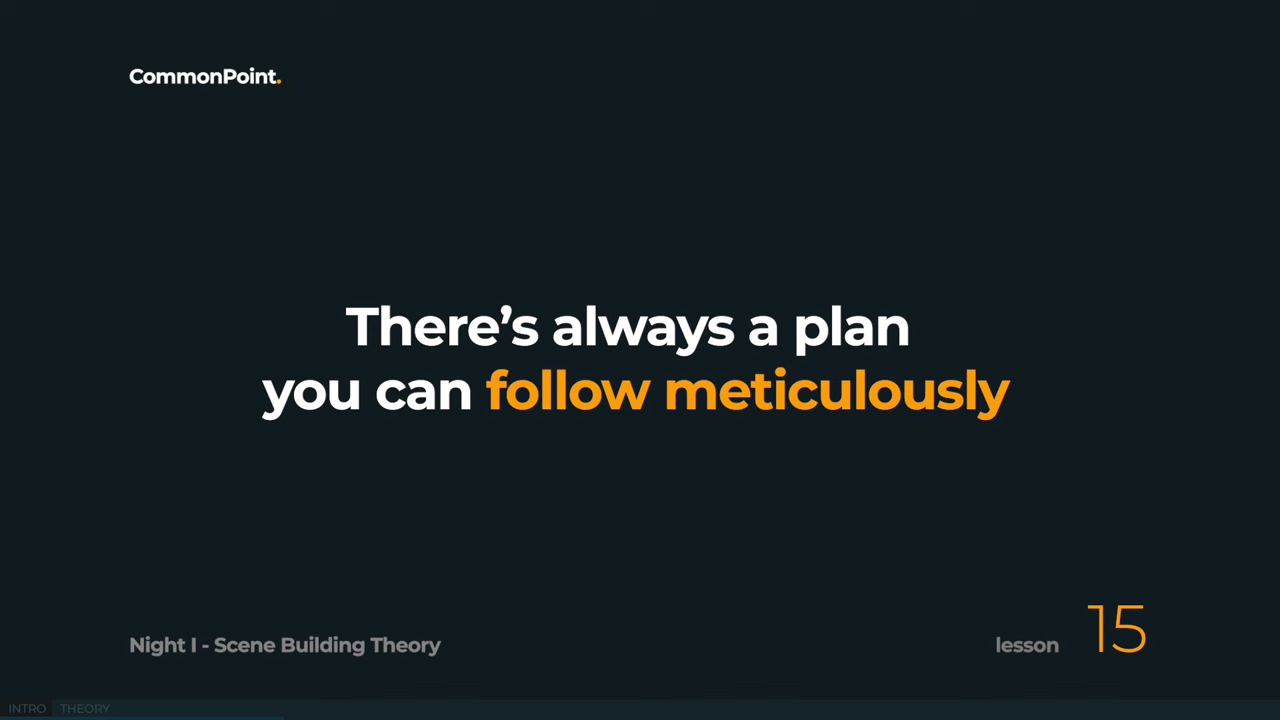 CommonPoint.
There’s always a plan
you can follow meticulously
Night I - Scene Building Theory
lesson 15
INTRO THEORY